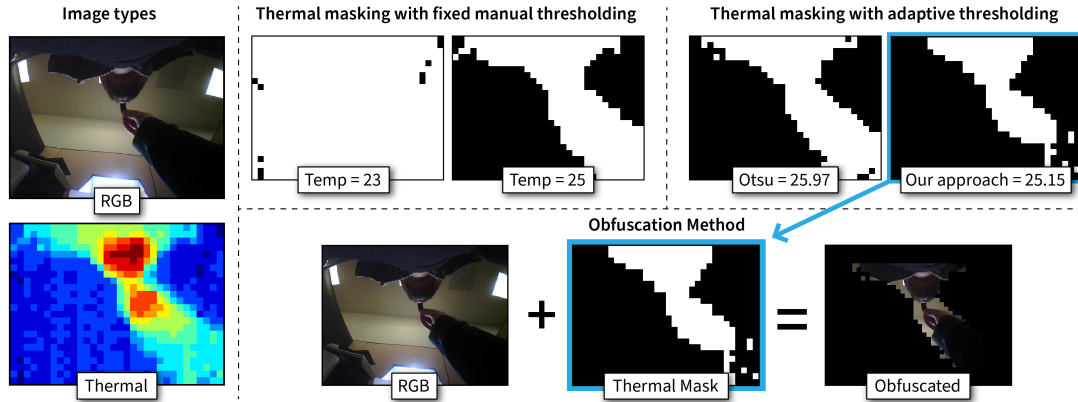 Image types
RGB
Thermal
Thermal masking with fixed manual thresholding
Temp = 23
Temp = 25
Thermal masking with adaptive thresholding
Otsu = 25.97
Our approach = 25.15
Obfuscation Method
RGB
+
Thermal Mask
=
Obfuscated